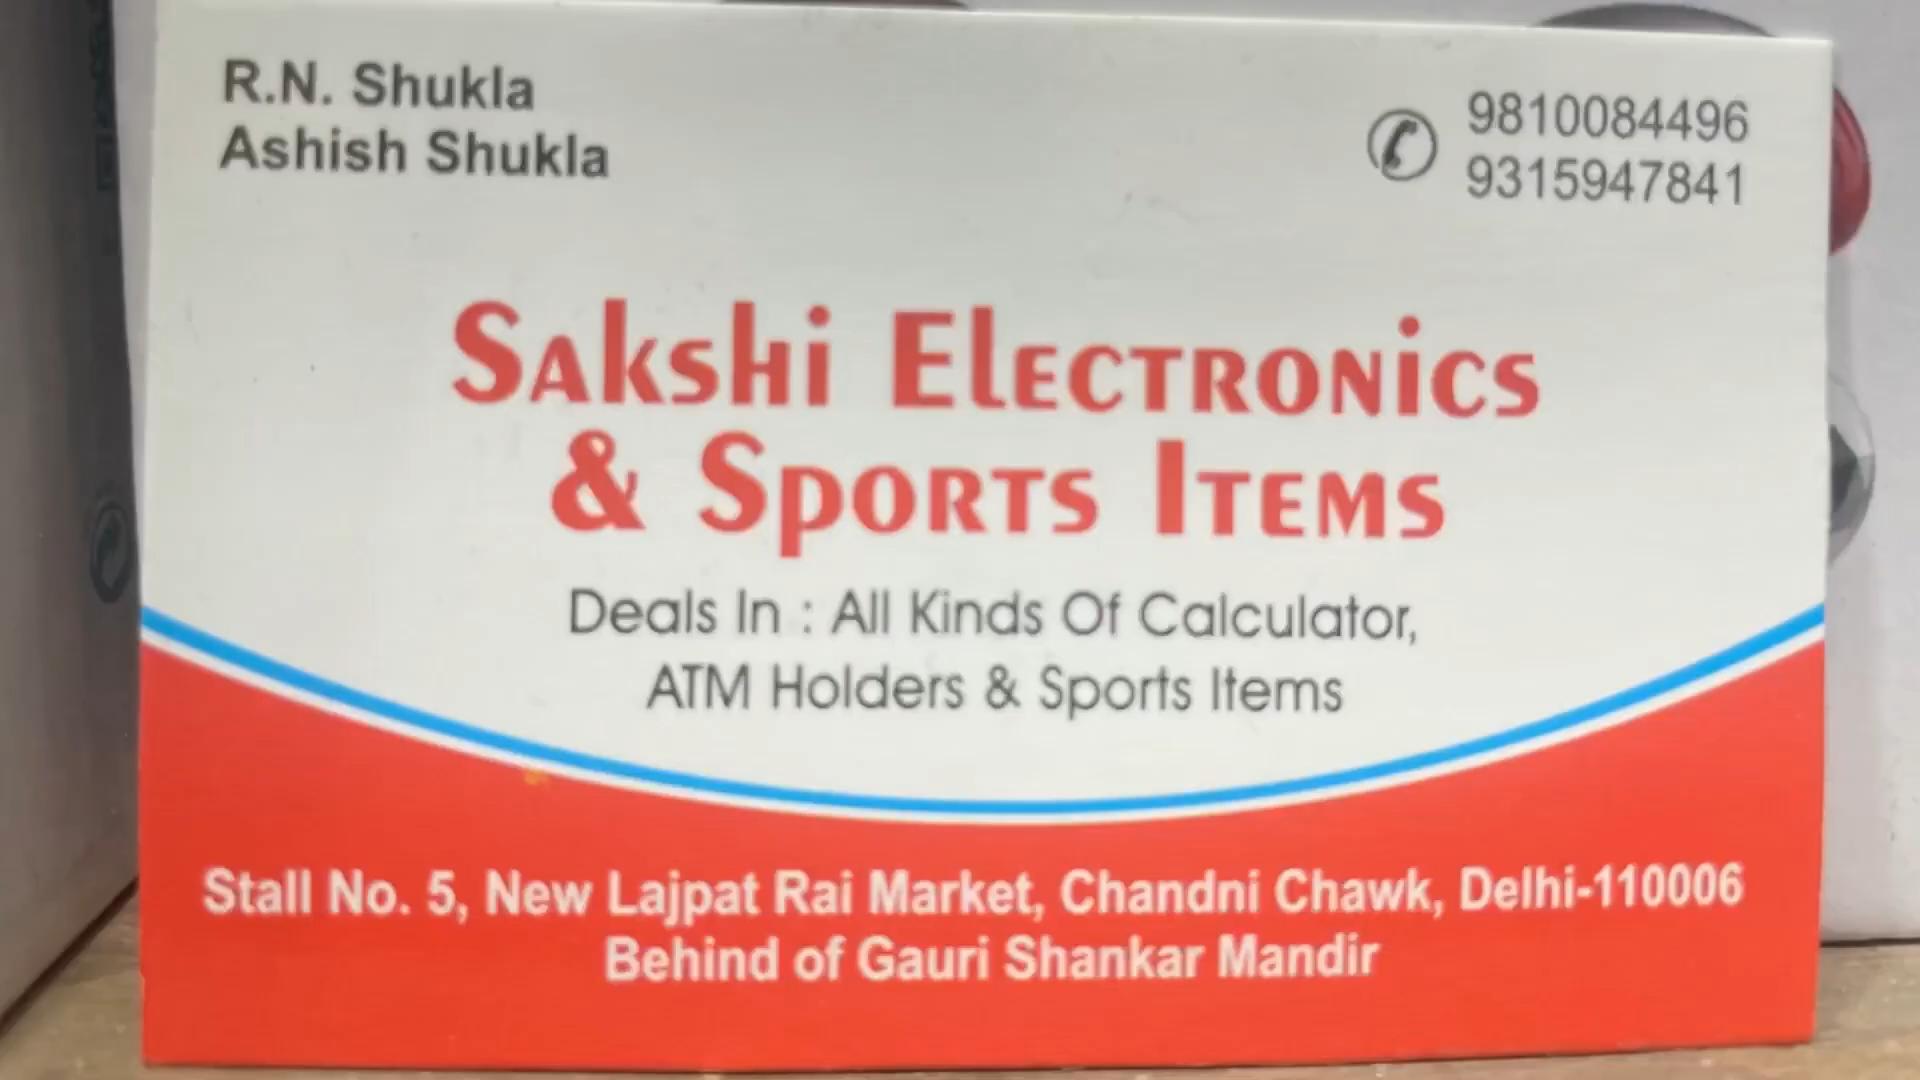 R.N. Shukla
Ashish Shukla
9810084496
9315947841
Sakshi Electronics
& Sports Items
Deals In : All Kinds Of Calculator,
ATM Holders & Sports Items
Stall No. 5, New Lajpat Rai Market, Chandni Chawk, Delhi-110006
Behind of Gauri Shankar Mandir